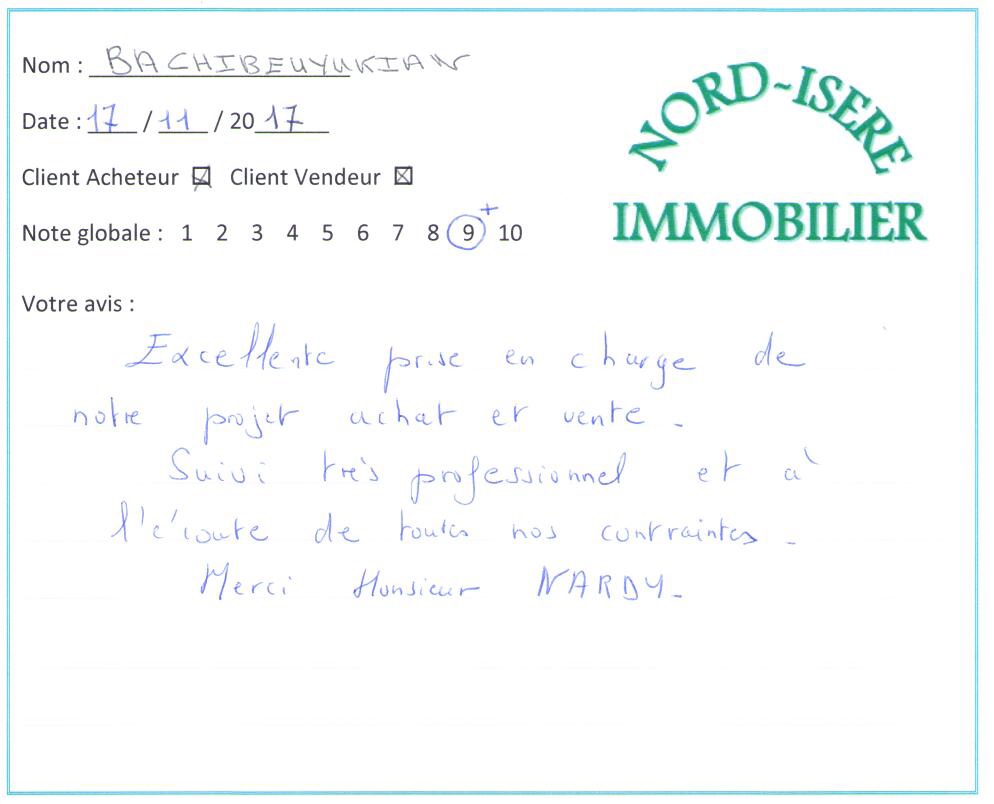 Nom : BACHIBEUYUKIAN
Date : 17 / 11 / 20 17
Client Acheteur ☒ Client Vendeur ☒
Note globale : 1 2 3 4 5 6 7 8 9 + 10
NORD~ISERE
IMMOBILIER
Votre avis :
Excellente prise en charge de
notre projet achat et vente.
Suivi très professionnel et à
l'écoute de toutes nos contraintes.
Merci Monsieur NARDY.